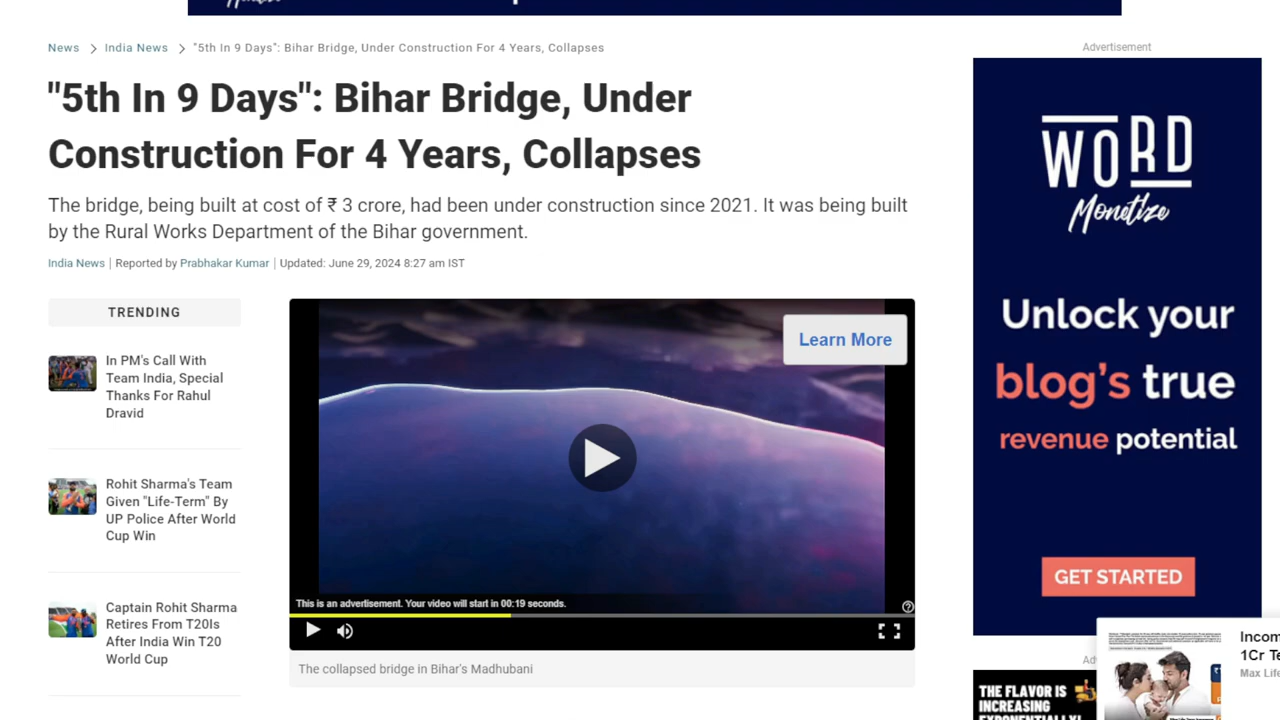 News > India News > "5th In 9 Days": Bihar Bridge, Under Construction For 4 Years, Collapses
"5th In 9 Days": Bihar Bridge, Under
Construction For 4 Years, Collapses
The bridge, being built at cost of ₹ 3 crore, had been under construction since 2021. It was being built
by the Rural Works Department of the Bihar government.
India News | Reported by Prabhakar Kumar | Updated: June 29, 2024 8:27 am IST
TRENDING
In PM's Call With
Team India, Special
Thanks For Rahul
Dravid
Rohit Sharma's Team
Given "Life-Term" By
UP Police After World
Cup Win
Captain Rohit Sharma
Retires From T20Is
After India Win T20
World Cup
Learn More
This is an advertisement. Your video will start in 00:19 seconds.
The collapsed bridge in Bihar's Madhubani
Advertisement
WORD
Monetize
Unlock your
blog's true
revenue potential
GET STARTED
Ad
THE FLAVOR IS
INCREASING
EXPONENTIALLY!
Incom
1Cr Te
Max Life